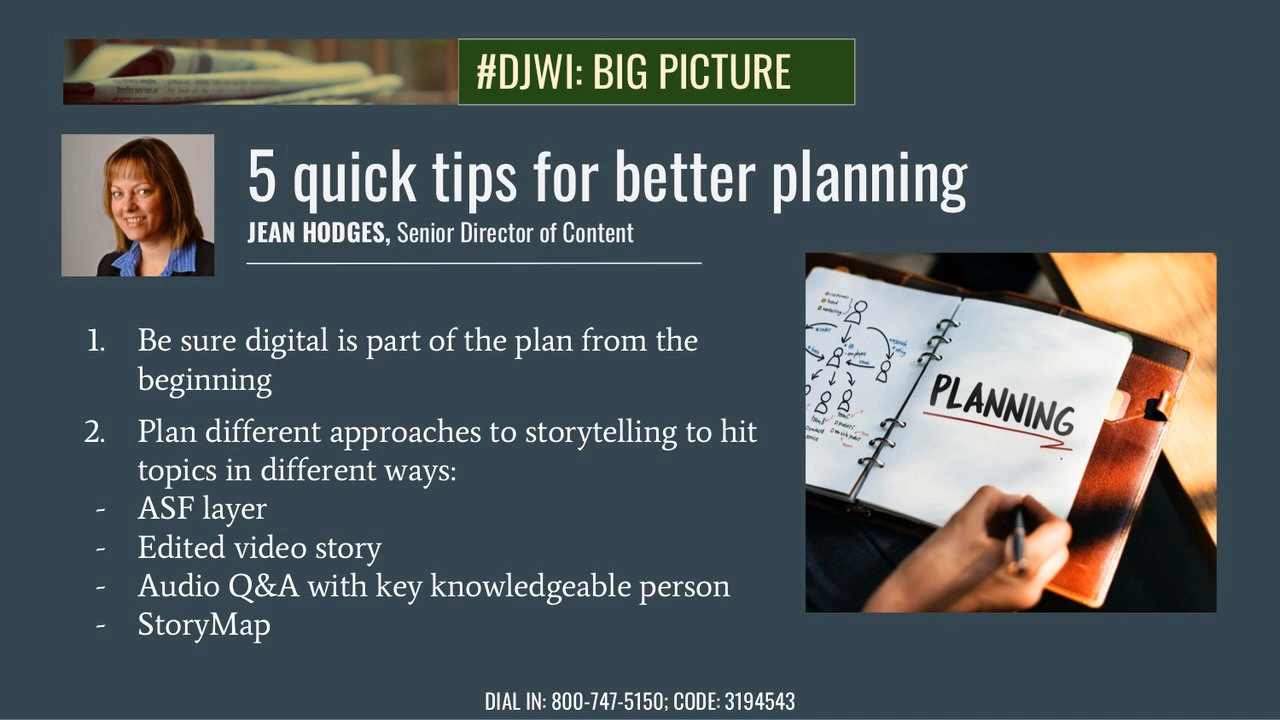 #DJWI: BIG PICTURE
5 quick tips for better planning
JEAN HODGES, Senior Director of Content
1. Be sure digital is part of the plan from the
beginning
2. Plan different approaches to storytelling to hit
topics in different ways:
- ASF layer
- Edited video story
- Audio Q&A with key knowledgeable person
- StoryMap
PLANNING
DIAL IN: 800-747-5150; CODE: 3194543